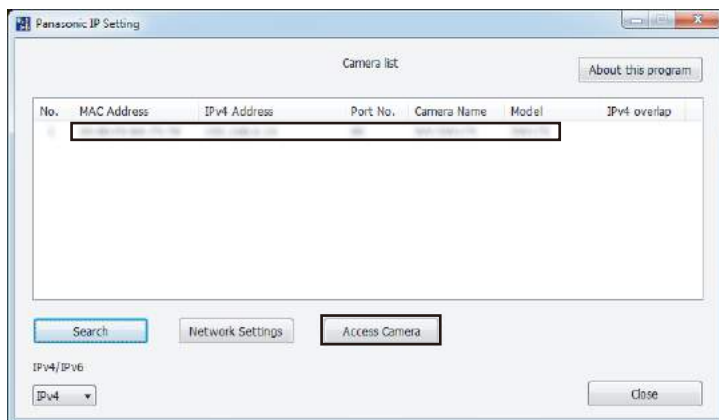 Panasonic IP Setting
Camera list
About this program
No. MAC Address IPv4 Address Port No. Camera Name Model IPv4 overlap
Search Network Settings Access Camera
IPv4/IPv6
IPv4
Close